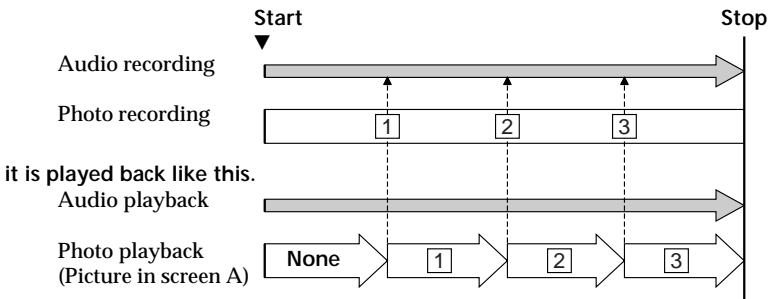 Start Stop
Audio recording
Photo recording
1 2 3
it is played back like this.
Audio playback
Photo playback
(Picture in screen A)
None 1 2 3